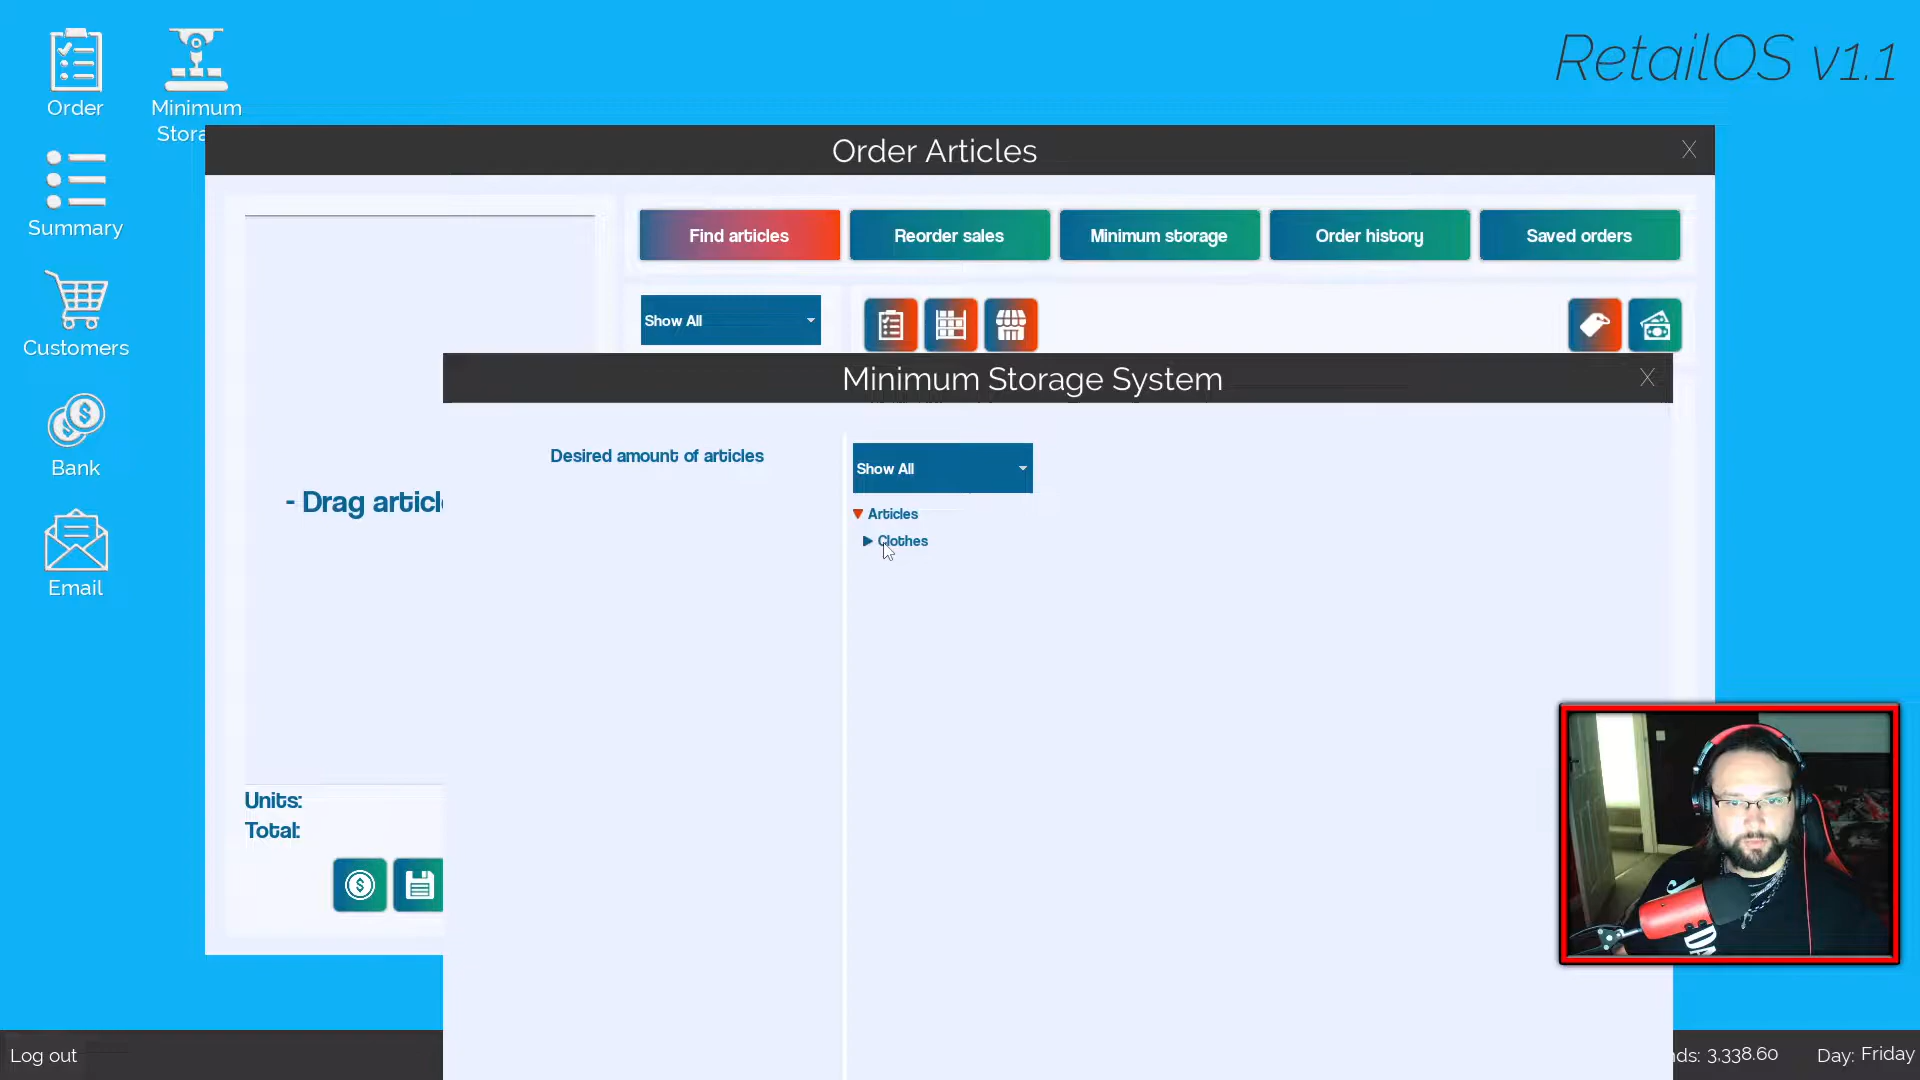 RetailOS v1.1
Order
Minimum
Stora
Summary
Customers
Bank
Email
Order Articles
X
Find articles
Reorder sales
Minimum storage
Order history
Saved orders
Show All
Minimum Storage System
X
Desired amount of articles
Show All
- Drag article
Articles
Clothes
Units:
Total:
Log out
nds: 3,338.60
Day: Friday